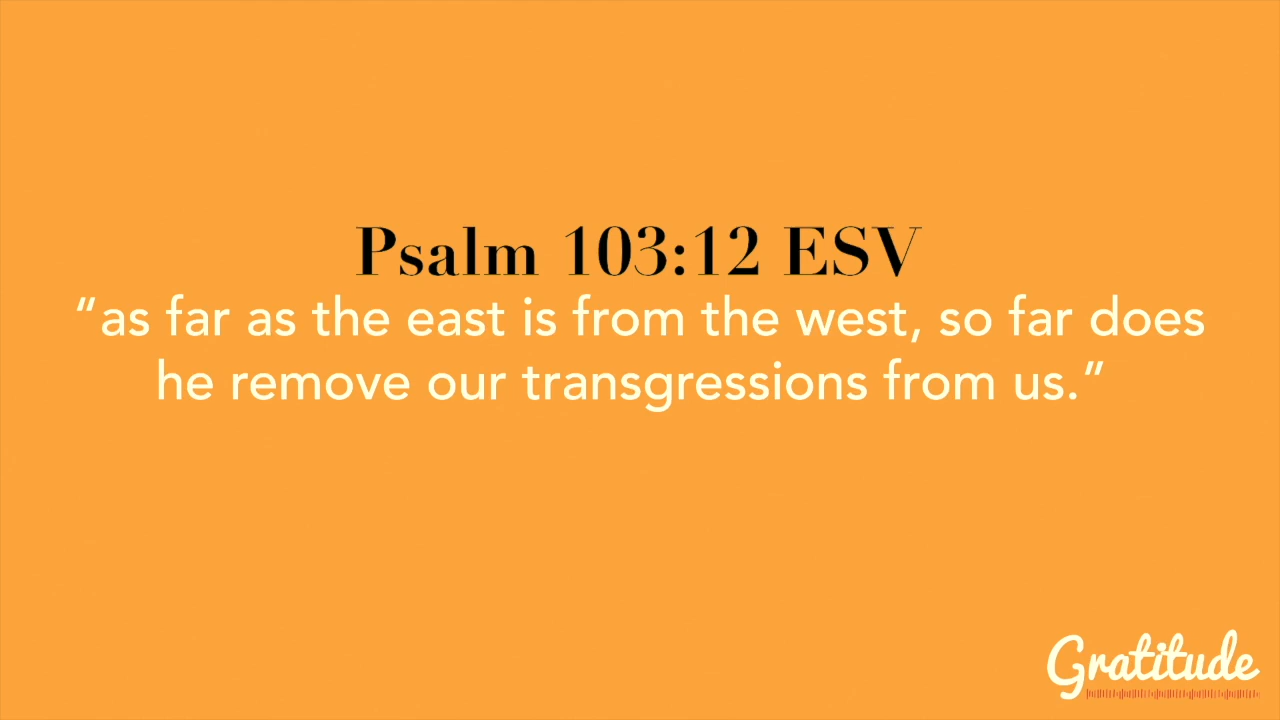 Psalm 103:12 ESV
“as far as the east is from the west, so far does
he remove our transgressions from us.”
Gratitude